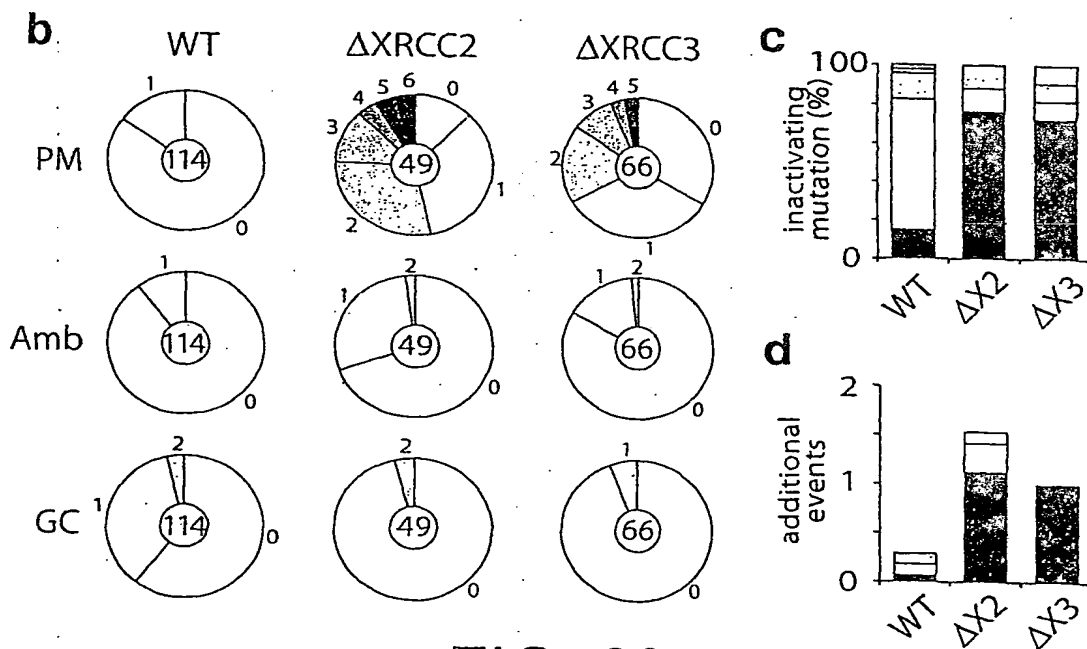 b
WT
ΔXRCC2
ΔXRCC3
PM
1
114
0
4
5
6
0
3
49
1
2
4
5
3
0
2
66
1
Amb
1
114
0
2
1
49
0
2
1
66
0
GC
2
1
114
0
2
49
0
1
66
0
c
100
inactivating
mutation (%)
0
WT
ΔX2
ΔX3
d
2
additional
events
1
0
WT
ΔX2
ΔX3